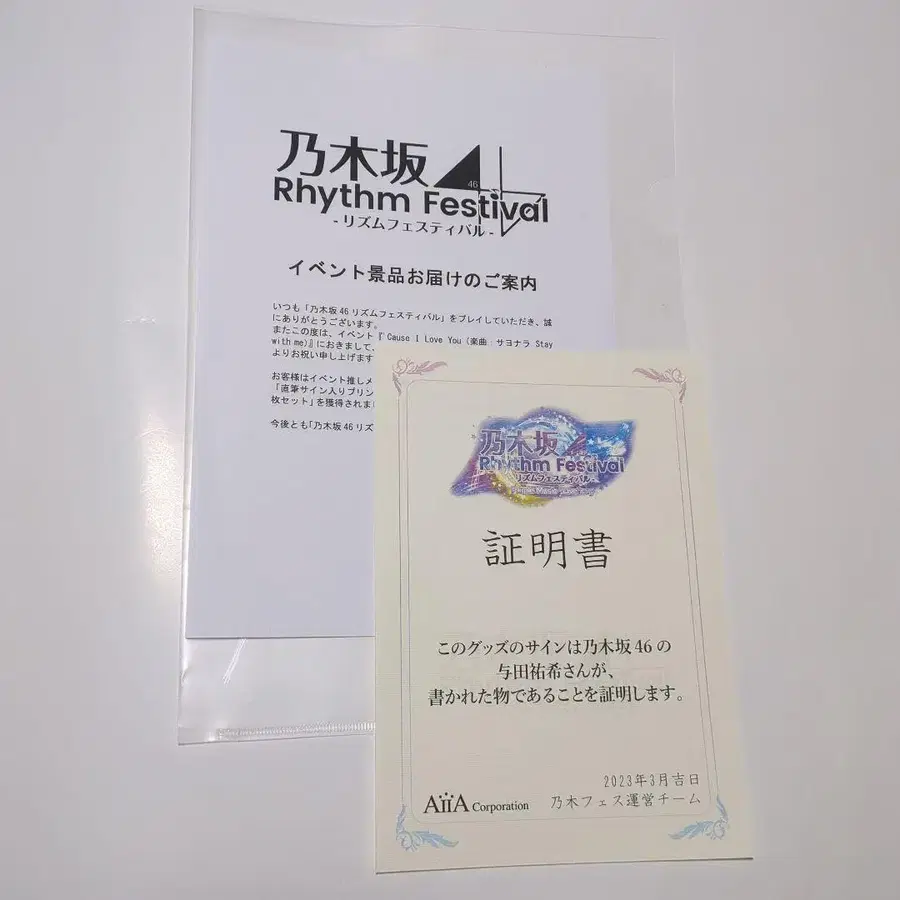 乃木坂46
Rhythm Festival
-リズムフェスティバル-
イベント景品お届けのご案内
いつも「乃木坂46リズムフェスティバル」をプレイしていただき、誠
にありがとうございます。
またこの度は、イベント『'Cause I Love You(楽曲:サヨナラ Stay
with me)』におきまして、
よりお祝い申し上げます
お客様はイベント推しメ
「直筆サイン入りプリン
枚セット」を獲得されま
今後とも「乃木坂46リズ
乃木坂
Rhythm Festival
-リズムフェスティバル-
証明書
このグッズのサインは乃木坂46の
与田祐希さんが、
書かれた物であることを証明します。
2023年3月吉日
AiiA Corporation 乃木フェス運営チーム